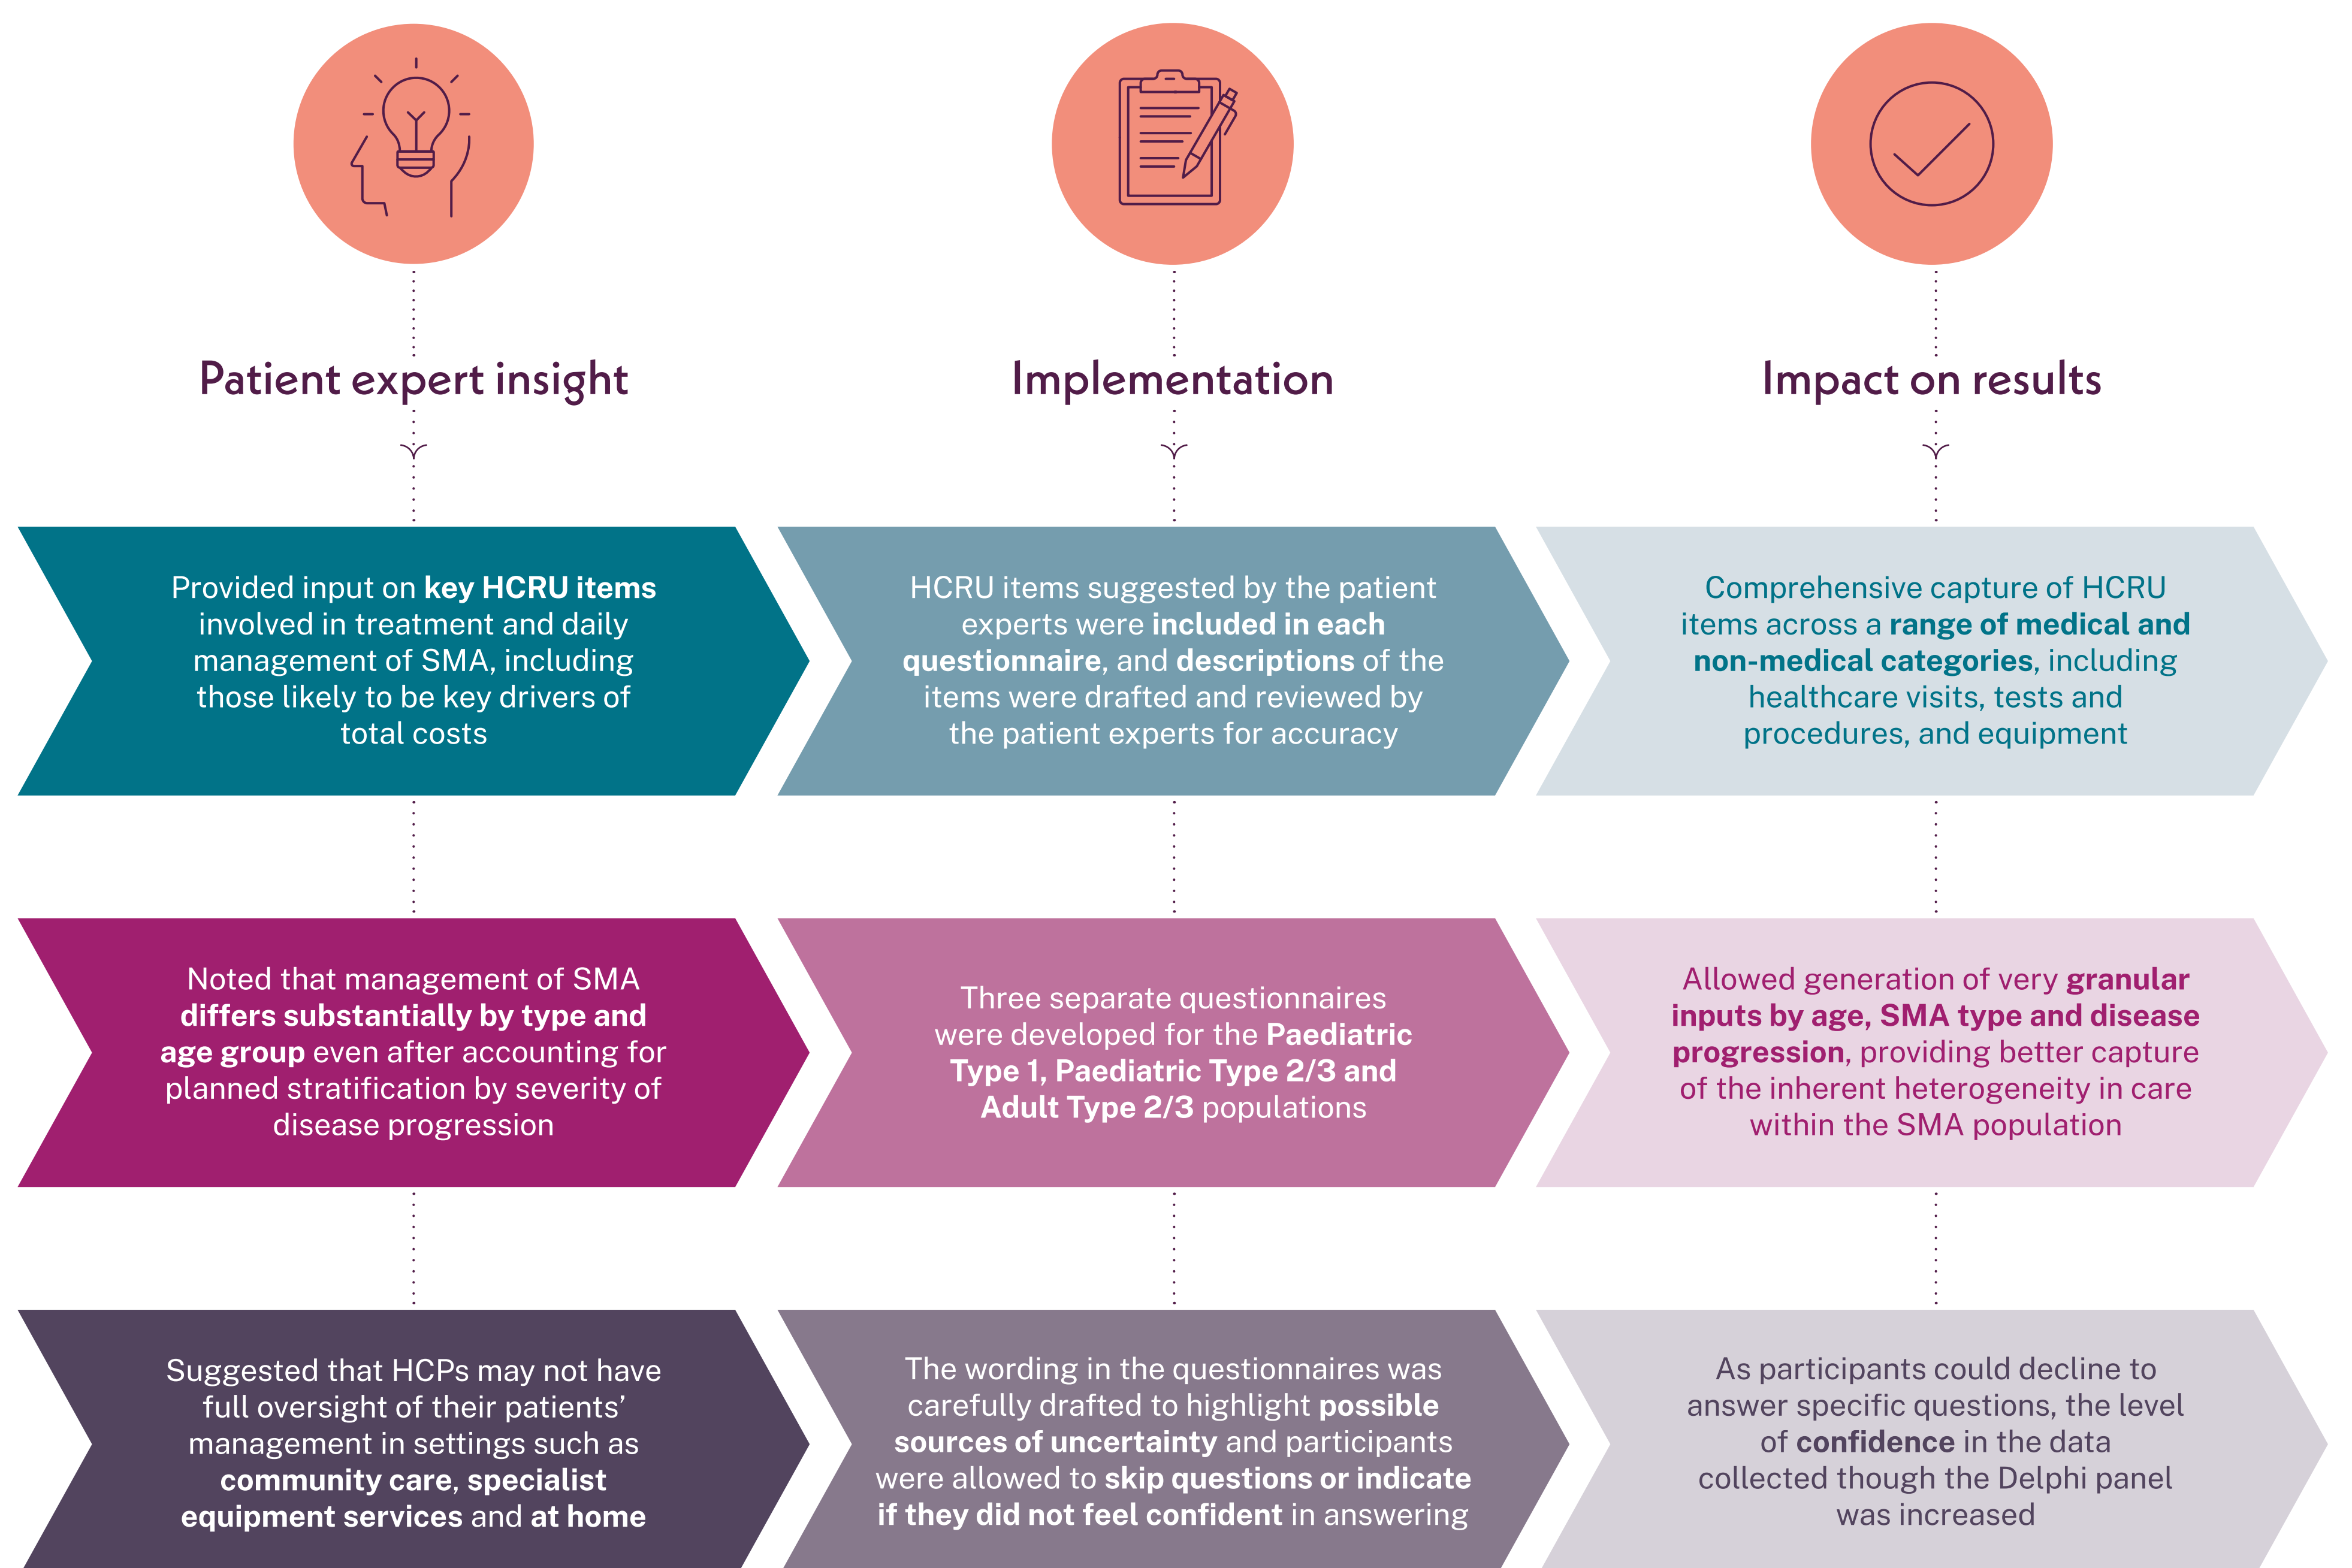 Patient expert insight
Implementation
Impact on results
Provided input on key HCRU items
involved in treatment and daily
management of SMA, including
those likely to be key drivers of
total costs
HCRU items suggested by the patient
experts were included in each
questionnaire, and descriptions of the
items were drafted and reviewed by
the patient experts for accuracy
Comprehensive capture of HCRU
items across a range of medical and
non-medical categories, including
healthcare visits, tests and
procedures, and equipment
Noted that management of SMA
differs substantially by type and
age group even after accounting for
planned stratification by severity of
disease progression
Three separate questionnaires
were developed for the Paediatric
Type 1, Paediatric Type 2/3 and
Adult Type 2/3 populations
Allowed generation of very granular
inputs by age, SMA type and disease
progression, providing better capture
of the inherent heterogeneity in care
within the SMA population
Suggested that HCPs may not have
full oversight of their patients’
management in settings such as
community care, specialist
equipment services and at home
The wording in the questionnaires was
carefully drafted to highlight possible
sources of uncertainty and participants
were allowed to skip questions or indicate
if they did not feel confident in answering
As participants could decline to
answer specific questions, the level
of confidence in the data
collected though the Delphi panel
was increased